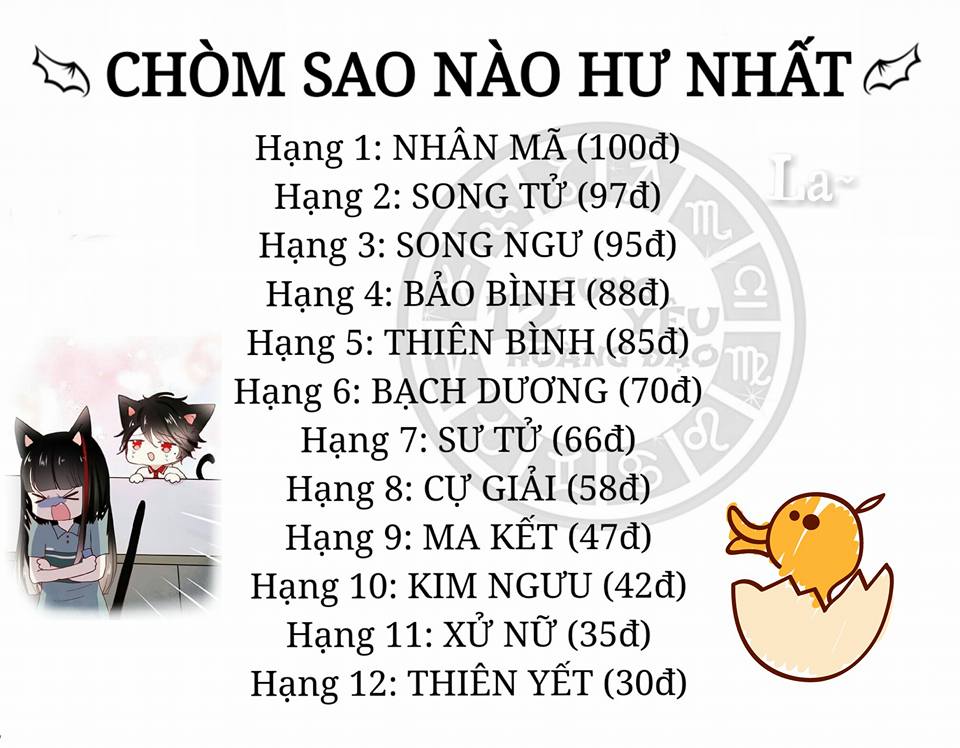 CHÒM SAO NÀO HƯ NHẤT
Hạng 1: NHÂN MÃ (100đ)
La~
Hạng 2: SONG TỬ (97đ)
Hạng 3: SONG NGƯ (95đ)
Hạng 4: BẢO BÌNH (88đ)
Hạng 5: THIÊN BÌNH (85đ)
Hạng 6: BẠCH DƯƠNG (70đ)
Hạng 7: SƯ TỬ (66đ)
Hạng 8: CỰ GIẢI (58đ)
Hạng 9: MA KẾT (47đ)
Hạng 10: KIM NGƯU (42đ)
Hạng 11: XỬ NỮ (35đ)
Hạng 12: THIÊN YẾT (30đ)
12 CUNG
YÊU
HOÀNG ĐẠO